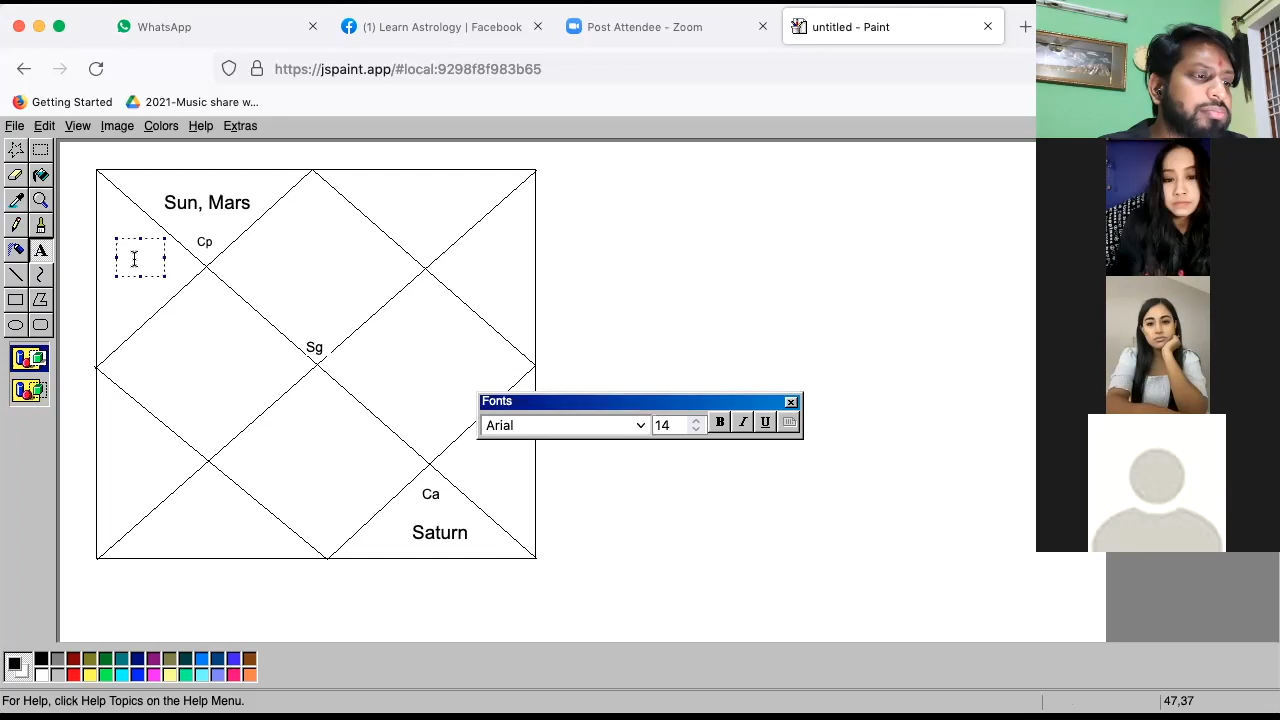 WhatsApp
(1) Learn Astrology | Facebook
Post Attendee - Zoom
untitled - Paint
https://jspaint.app/#local:9298f8f983b65
Getting Started
2021-Music share w...
File Edit View Image Colors Help Extras
Sun, Mars
Cp
Sg
Fonts
Arial
14
B I U
A
Ca
Saturn
For Help, click Help Topics on the Help Menu.
47,37